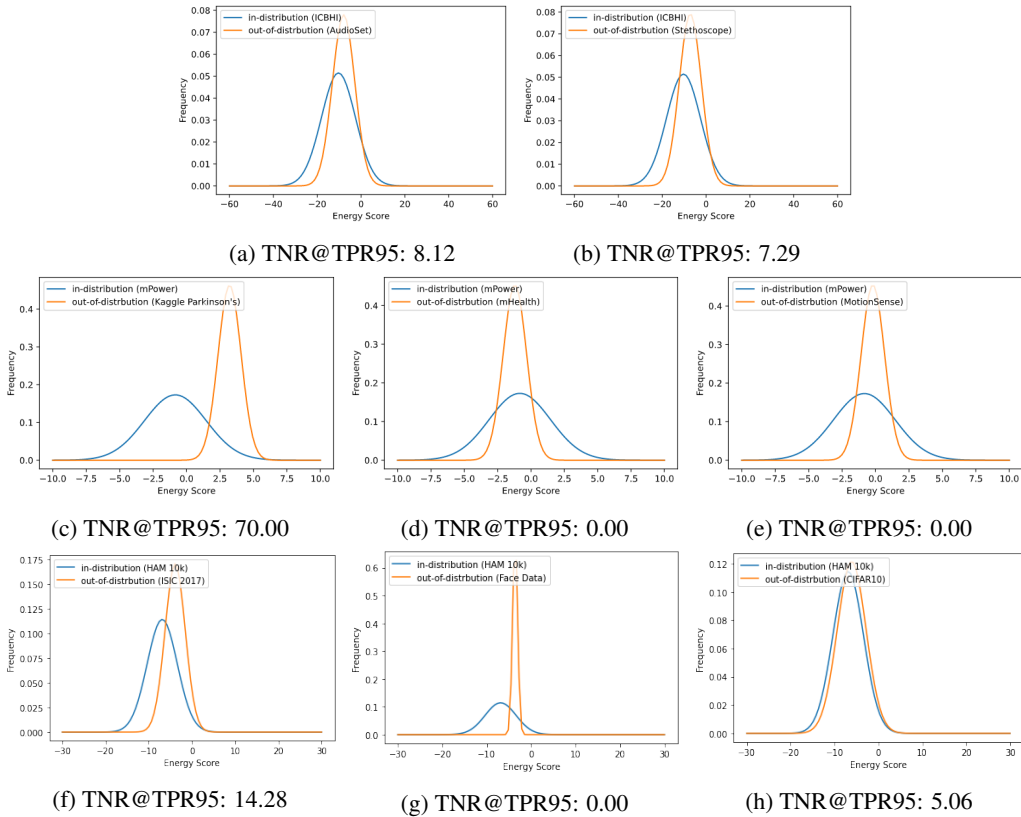 in-distribution (ICBHI)
out-of-distrbution (AudioSet)
0.08
0.07
0.06
0.05
0.04
0.03
0.02
0.01
0.00
Frequency
−60 −40 −20 0 20 40 60
Energy Score
(a) TNR@TPR95: 8.12
in-distribution (ICBHI)
out-of-distrbution (Stethoscope)
0.08
0.07
0.06
0.05
0.04
0.03
0.02
0.01
0.00
Frequency
−60 −40 −20 0 20 40 60
Energy Score
(b) TNR@TPR95: 7.29
in-distribution (mPower)
out-of-distrbution (Kaggle Parkinson's)
0.4
0.3
0.2
0.1
0.0
Frequency
−10.0 −7.5 −5.0 −2.5 0.0 2.5 5.0 7.5 10.0
Energy Score
(c) TNR@TPR95: 70.00
in-distribution (mPower)
out-of-distrbution (mHealth)
0.4
0.3
0.2
0.1
0.0
Frequency
−10.0 −7.5 −5.0 −2.5 0.0 2.5 5.0 7.5 10.0
Energy Score
(d) TNR@TPR95: 0.00
in-distribution (mPower)
out-of-distrbution (MotionSense)
0.4
0.3
0.2
0.1
0.0
Frequency
−10.0 −7.5 −5.0 −2.5 0.0 2.5 5.0 7.5 10.0
Energy Score
(e) TNR@TPR95: 0.00
in-distribution (HAM 10k)
out-of-distrbution (ISIC 2017)
0.175
0.150
0.125
0.100
0.075
0.050
0.025
0.000
Frequency
−30 −20 −10 0 10 20 30
Energy Score
(f) TNR@TPR95: 14.28
in-distribution (HAM 10k)
out-of-distrbution (Face Data)
0.6
0.5
0.4
0.3
0.2
0.1
0.0
Frequency
−30 −20 −10 0 10 20 30
Energy Score
(g) TNR@TPR95: 0.00
in-distribution (HAM 10k)
out-of-distrbution (CIFAR10)
0.12
0.10
0.08
0.06
0.04
0.02
0.00
Frequency
−30 −20 −10 0 10 20 30
Energy Score
(h) TNR@TPR95: 5.06